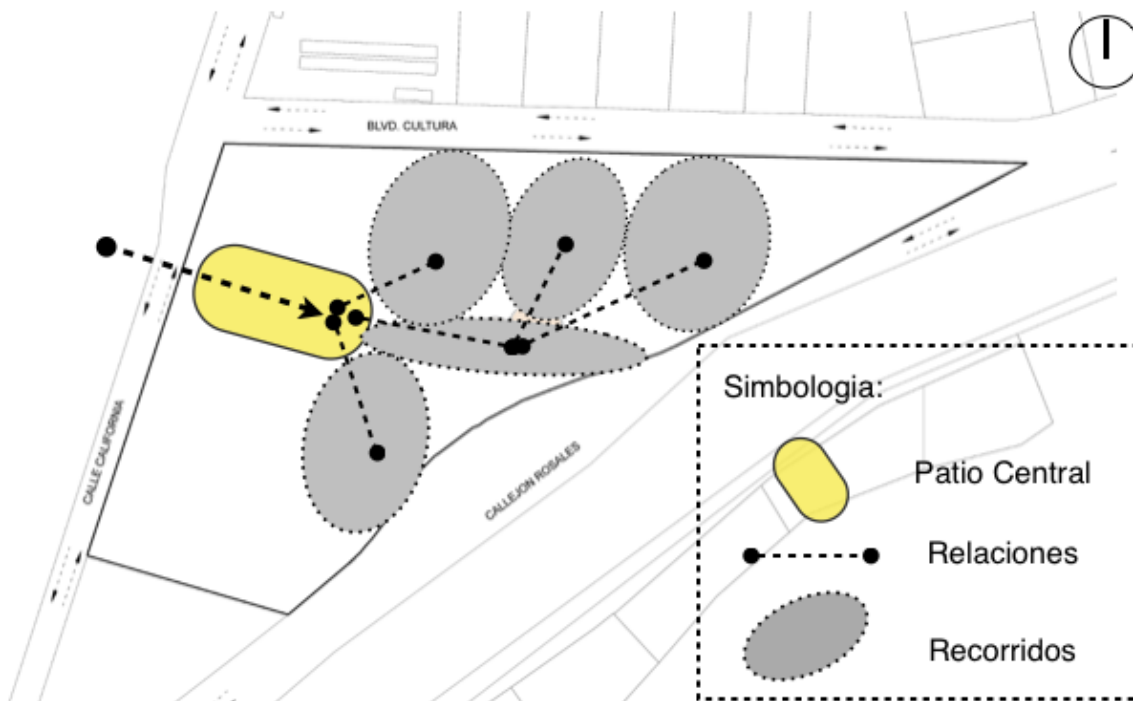 BLVD. CULTURA
CALLE CALIFORNIA
CALLEJON ROSALES
Simbologia:
Patio Central
Relaciones
Recorridos